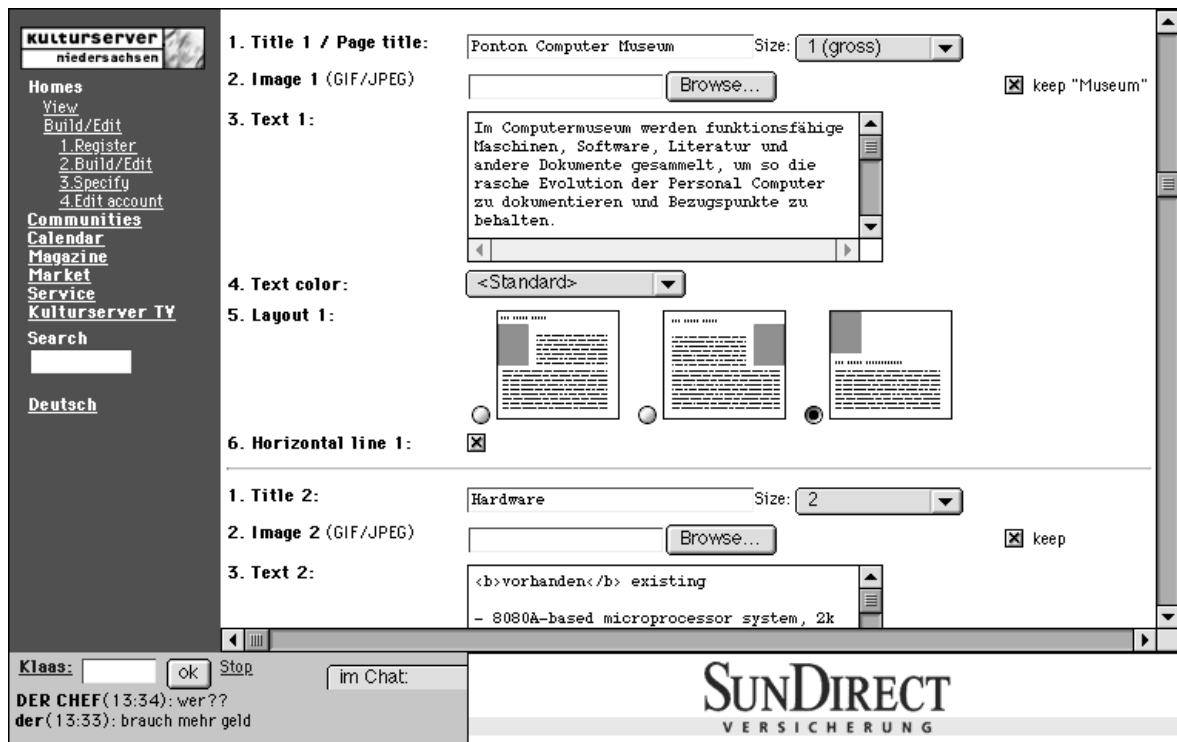 kulturserver
niedersachsen
Homes
View
Build/Edit
1.Register
2.Build/Edit
3.Specify
4.Edit account
Communities
Calendar
Magazine
Market
Service
Kulturserver TV
Search
Deutsch
1. Title 1 / Page title: Ponton Computer Museum Size: 1 (gross)
2. Image 1 (GIF/JPEG) Browse... keep "Museum"
3. Text 1:
Im Computermuseum werden funktionsfähige
Maschinen, Software, Literatur und
andere Dokumente gesammelt, um so die
rasche Evolution der Personal Computer
zu dokumentieren und Bezugspunkte zu
behalten.
4. Text color: <Standard>
5. Layout 1:
6. Horizontal line 1:
1. Title 2: Hardware Size: 2
2. Image 2 (GIF/JPEG) Browse... keep
3. Text 2:
<b>vorhanden</b> existing
- 8080A-based microprocessor system, 2k
Klaas: ok Stop im Chat:
DER CHEF(13:34): wer??
der(13:33): brauch mehr geld
SUNDIRECT
VERSICHERUNG